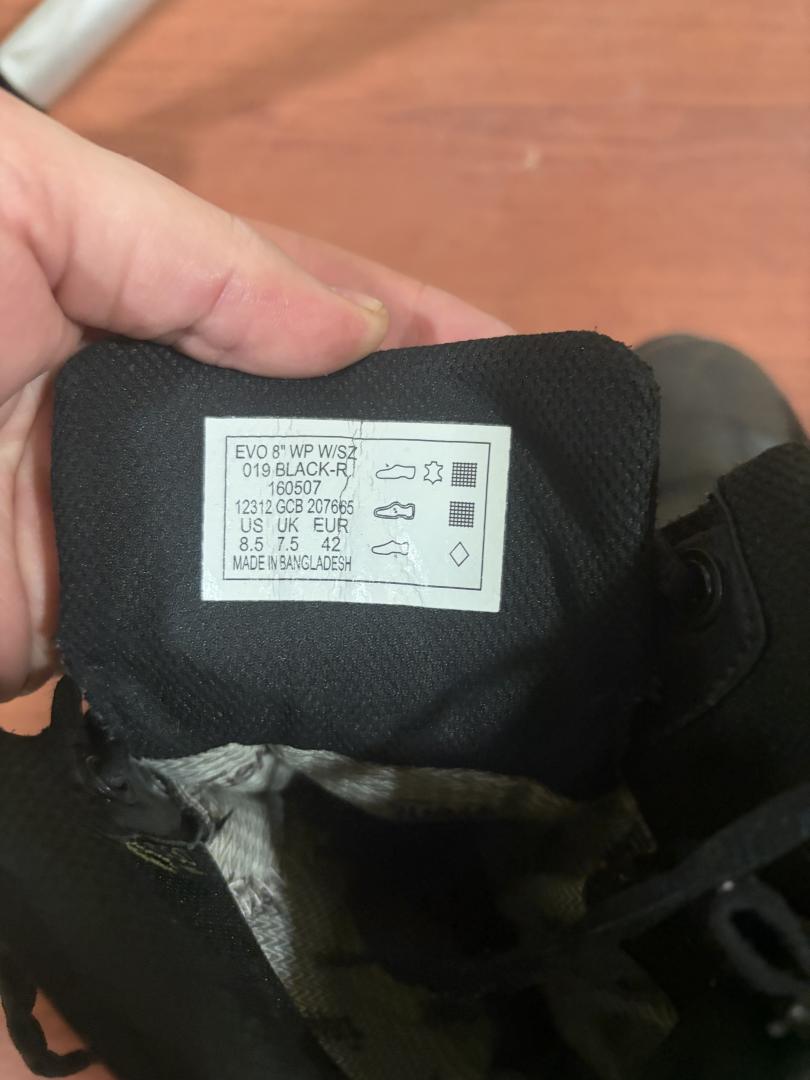 EVO 8" WP W/SZ
019 BLACK-R
160507
12312 GCB 207665
US UK EUR
8.5 7.5 42
MADE IN BANGLADESH